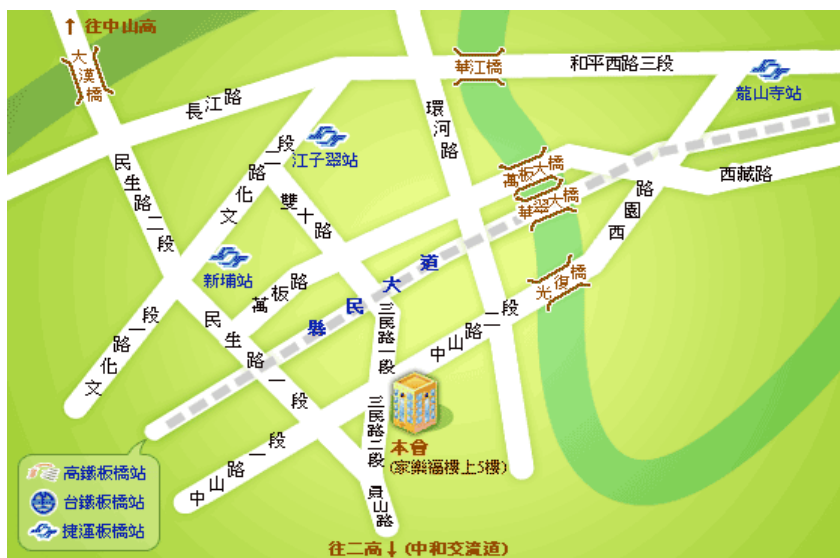 ↑ 往中山高
大漢橋
華江橋
和平西路三段
龍山寺站
長江路
環河路
江子翠站
文化路二段
民生路二段
雙十路
萬板大橋
華翠大橋
西藏路
西園路
新埔站
萬板路
縣民大道
光復橋
文化路一段
民生路一段
三民路一段
中山路二段
三民路二段
本會
(家樂福樓上5樓)
中山路一段
員山路
高鐵板橋站
台鐵板橋站
捷運板橋站
往二高↓(中和交流道)